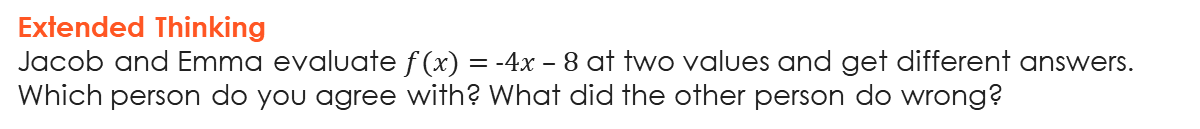 Extended Thinking
Jacob and Emma evaluate f(x) = -4x – 8 at two values and get different answers.
Which person do you agree with? What did the other person do wrong?